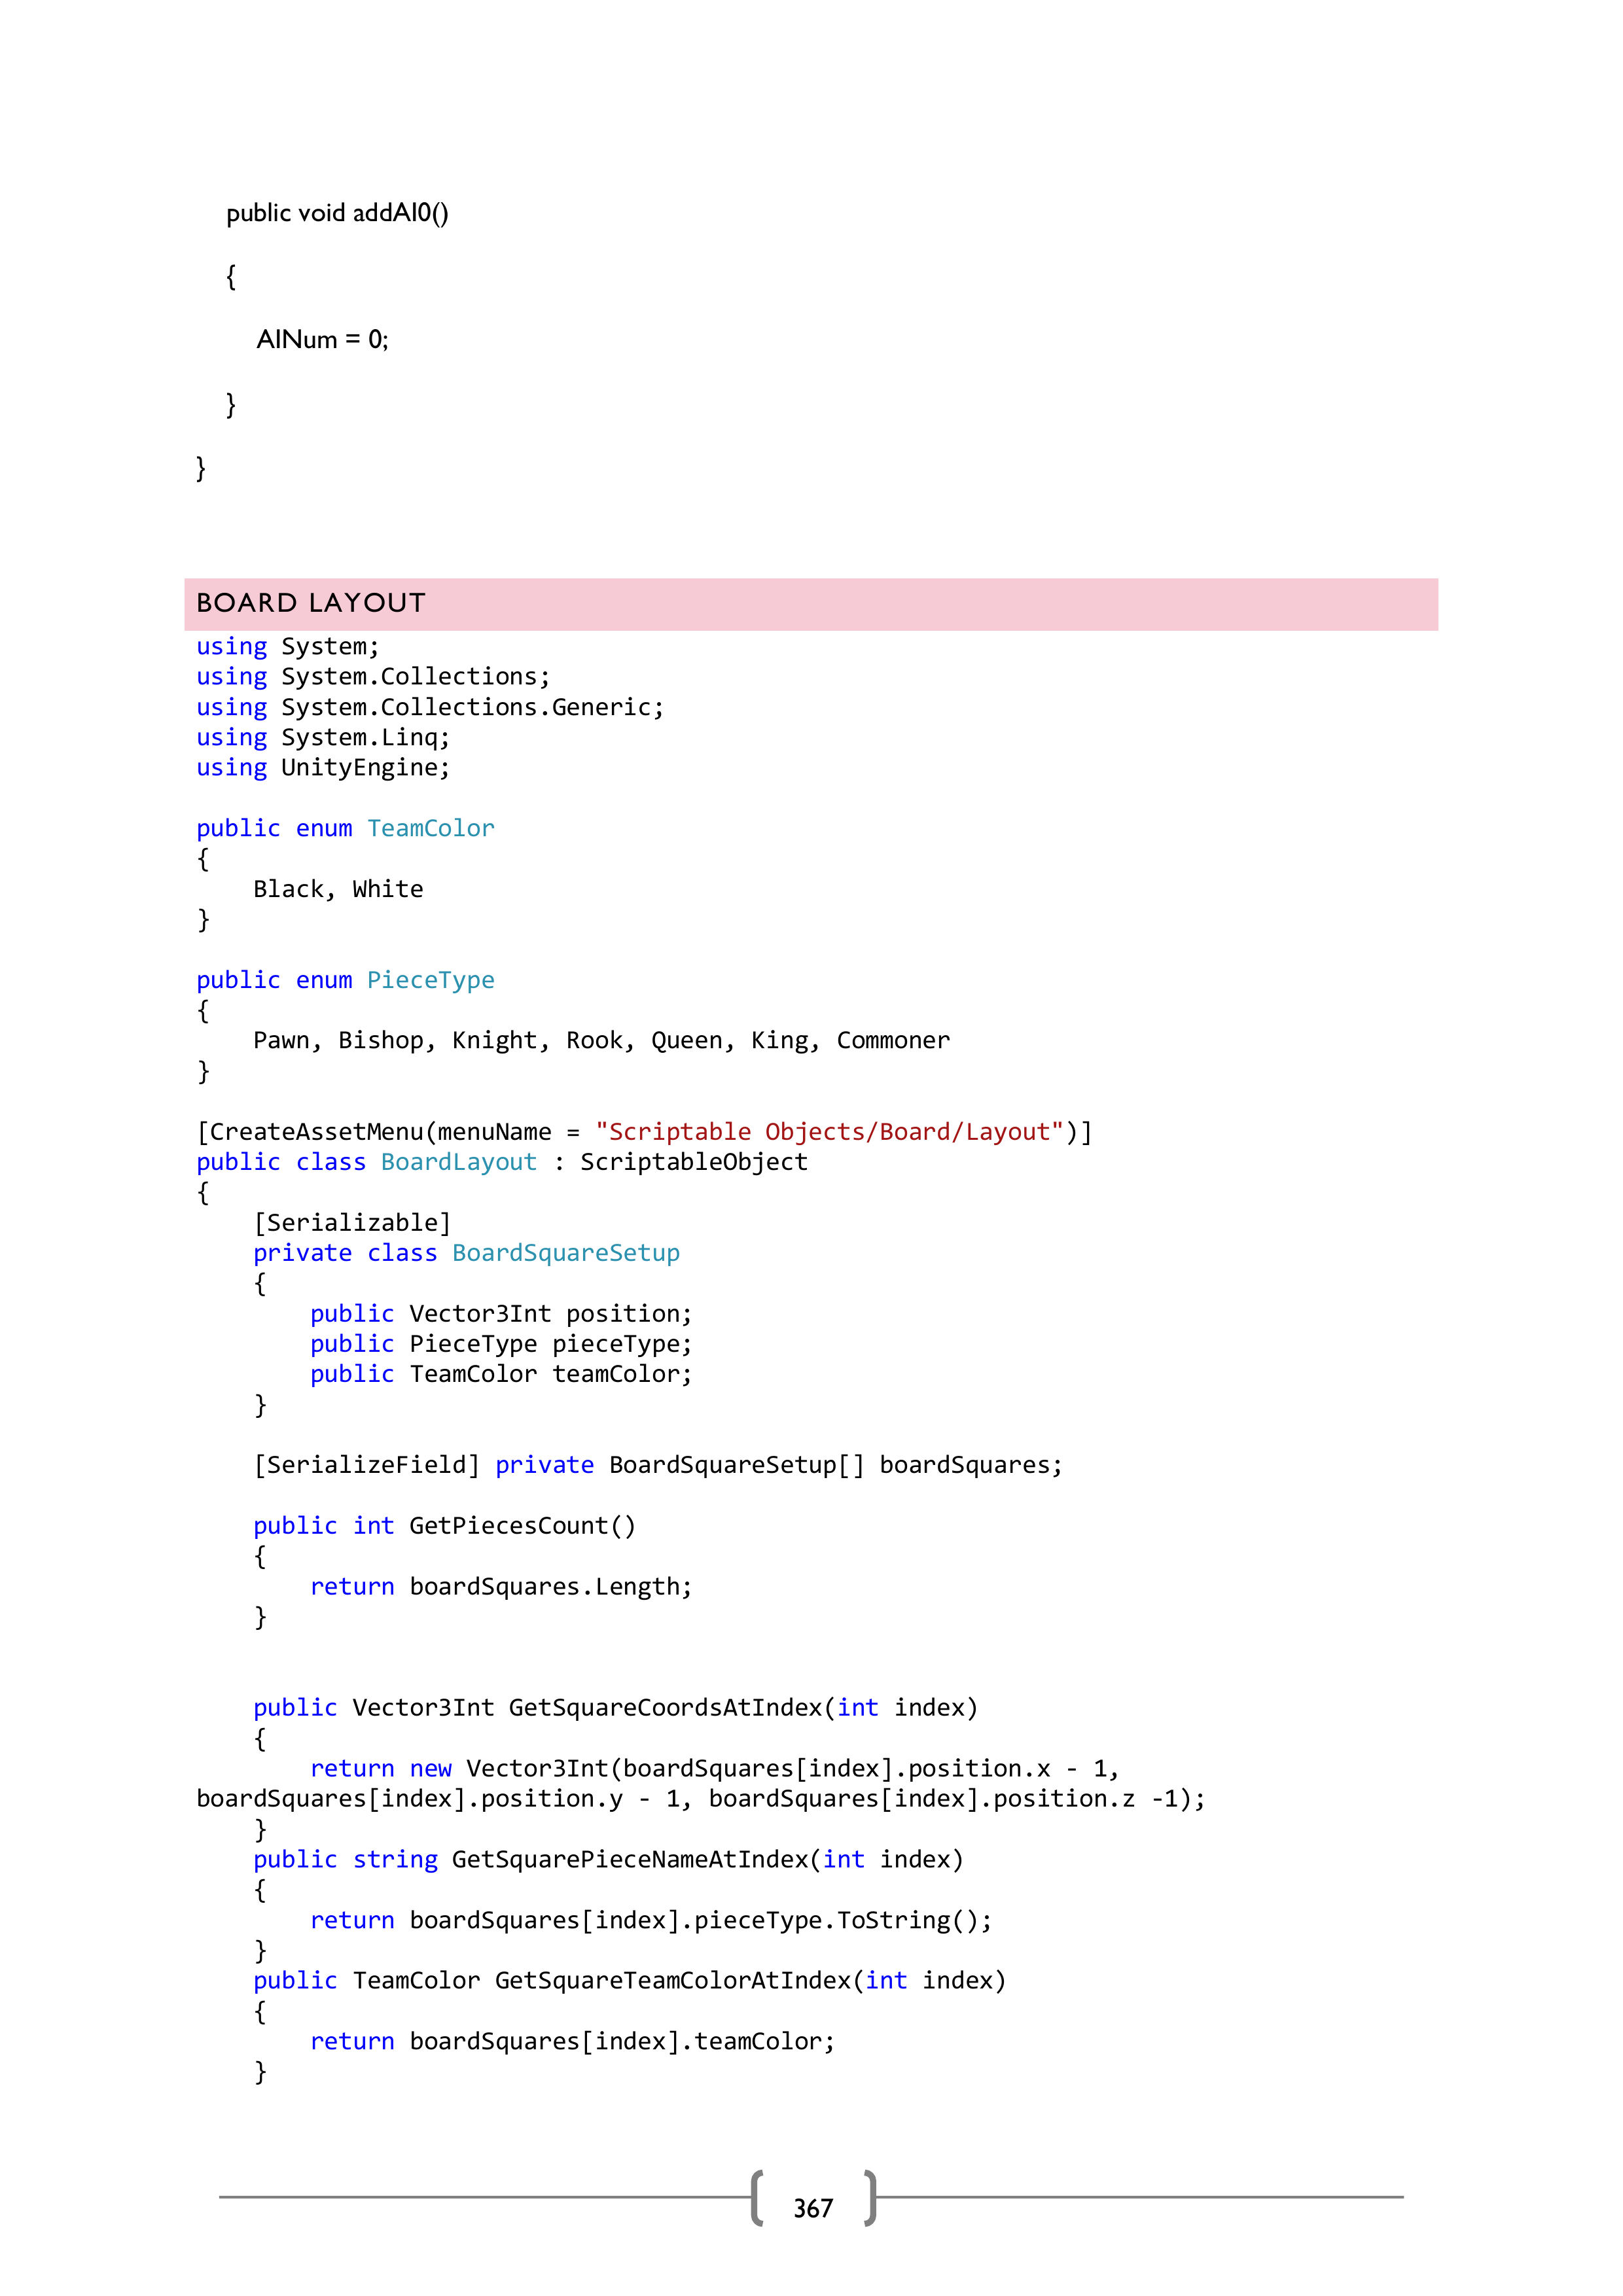 public void addAI0()
    {
        AINum = 0;
    }
}
BOARD LAYOUT
using System;
using System.Collections;
using System.Collections.Generic;
using System.Linq;
using UnityEngine;
public enum TeamColor
{
    Black, White
}
public enum PieceType
{
    Pawn, Bishop, Knight, Rook, Queen, King, Commoner
}
[CreateAssetMenu(menuName = "Scriptable Objects/Board/Layout")]
public class BoardLayout : ScriptableObject
{
    [Serializable]
    private class BoardSquareSetup
    {
        public Vector3Int position;
        public PieceType pieceType;
        public TeamColor teamColor;
    }
    [SerializeField] private BoardSquareSetup[] boardSquares;
    public int GetPiecesCount()
    {
        return boardSquares.Length;
    }
    public Vector3Int GetSquareCoordsAtIndex(int index)
    {
        return new Vector3Int(boardSquares[index].position.x - 1,
boardSquares[index].position.y - 1, boardSquares[index].position.z -1);
    }
    public string GetSquarePieceNameAtIndex(int index)
    {
        return boardSquares[index].pieceType.ToString();
    }
    public TeamColor GetSquareTeamColorAtIndex(int index)
    {
        return boardSquares[index].teamColor;
    }
367